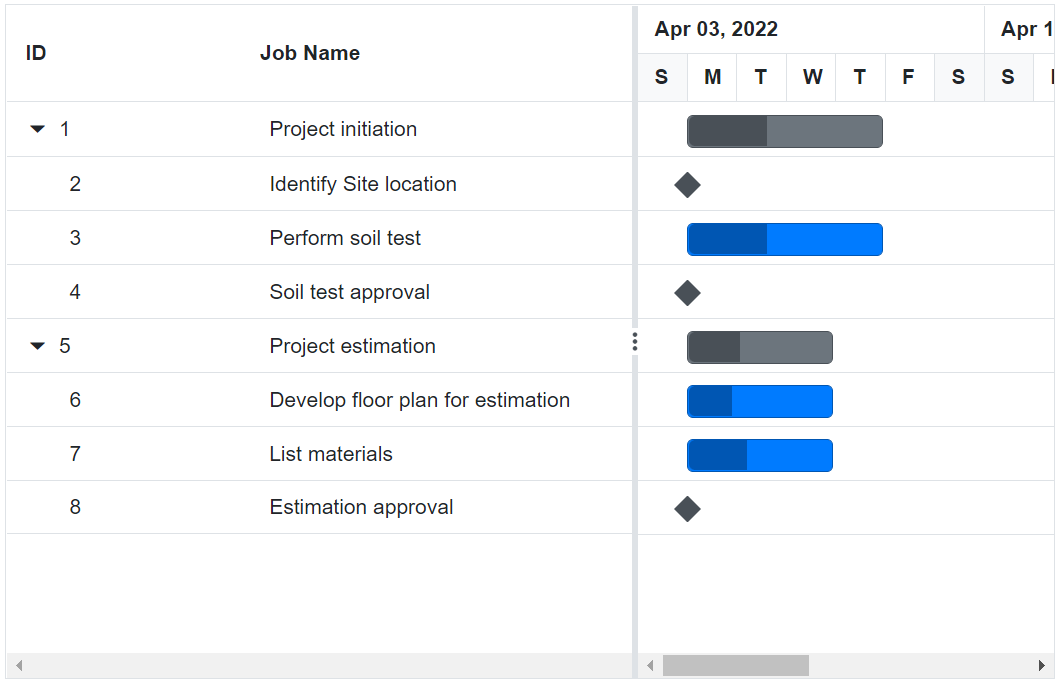 ID Job Name Apr 03, 2022 Apr 1
S M T W T F S S
1 Project initiation
2 Identify Site location
3 Perform soil test
4 Soil test approval
5 Project estimation
6 Develop floor plan for estimation
7 List materials
8 Estimation approval